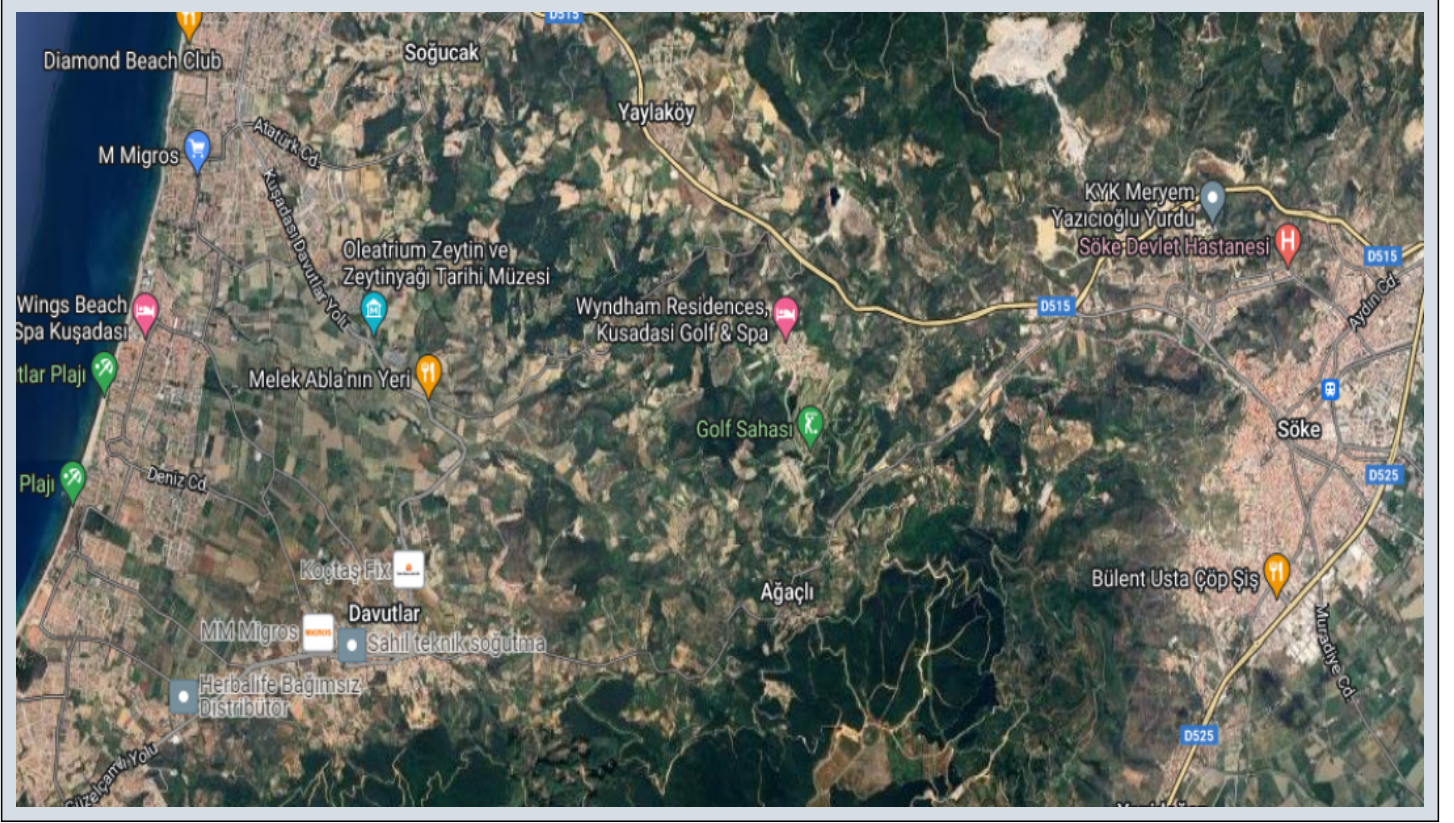 D515
Diamond Beach Club
Soğucak
Yaylaköy
M Migros
Atatürk Cd.
Kuşadası Davutlar Yolu
KYK Meryem
Yazıcıoğlu Yurdu
Söke Devlet Hastanesi
H
D515
Oleatrium Zeytin ve
Zeytinyağı Tarihi Müzesi
M
Wings Beach
Spa Kuşadası
Wyndham Residences,
Kusadasi Golf & Spa
D515
Aydın Cd.
tlar Plajı
Melek Abla'nın Yeri
Golf Sahası
Söke
Plajı
Deniz Cd.
D525
Koçtaş Fix
Ağaçlı
Bülent Usta Çöp Şiş
Davutlar
MM Migros
MIGROS
Sahil teknik soğutma
Muradiye Cd.
Herbalife Bağımsız
Distribütör
D525
Güzelçamlı Yolu